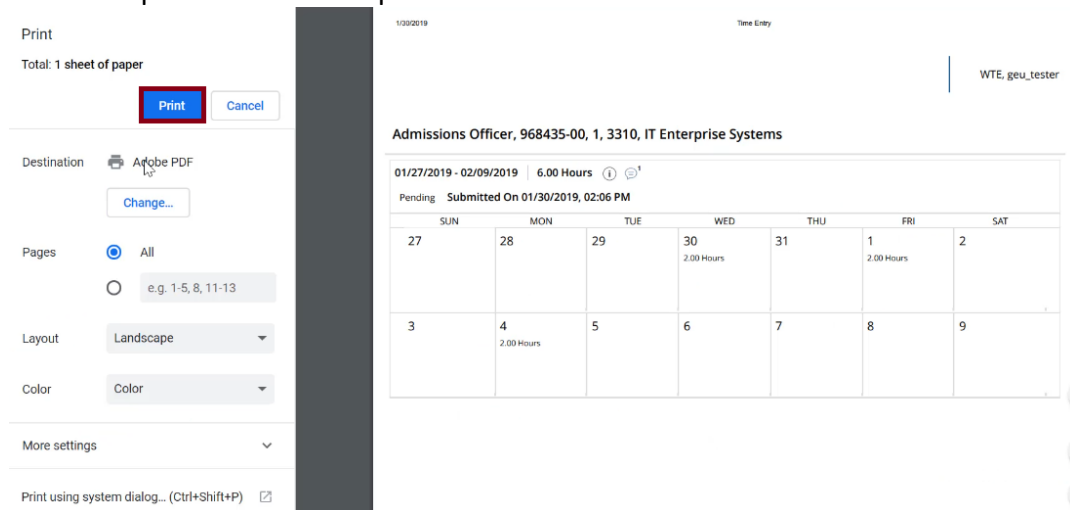 Print
Total: 1 sheet of paper
Print Cancel
Destination Adobe PDF
Change...
Pages All
e.g. 1-5, 8, 11-13
Layout Landscape
Color Color
More settings
Print using system dialog... (Ctrl+Shift+P)
1/30/2019 Time Entry
WTE, geu_tester
Admissions Officer, 968435-00, 1, 3310, IT Enterprise Systems
01/27/2019 - 02/09/2019 6.00 Hours i 1
Pending Submitted On 01/30/2019, 02:06 PM
SUN MON TUE WED THU FRI SAT
27 28 29 30 31 1 2
2.00 Hours 2.00 Hours
3 4 5 6 7 8 9
2.00 Hours